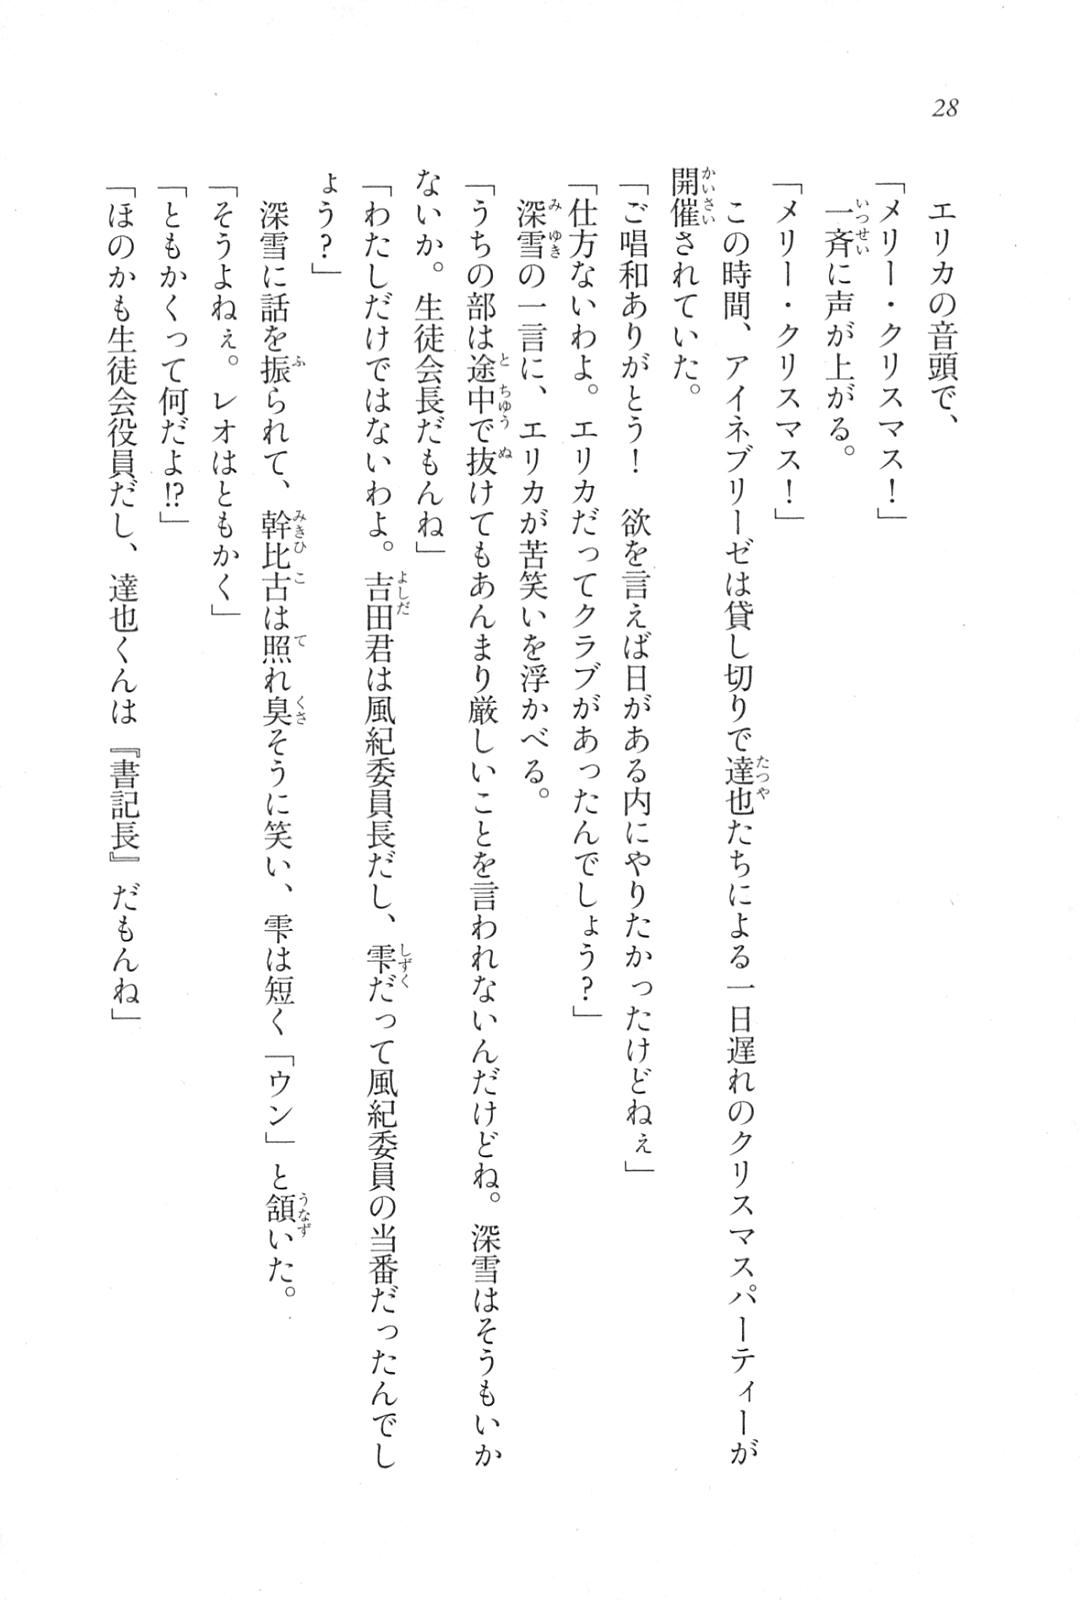 28
エリカの音頭で、
「メリー・クリスマス！」
一斉に声が上がる。
「メリー・クリスマス！」
この時間、アイネブリーゼは貸し切りで達也たちによる一日遅れのクリスマスパーティーが
開催されていた。
「ご唱和ありがとう！　欲を言えば日がある内にやりたかったけどねぇ」
「仕方ないわよ。エリカだってクラブがあったんでしょう？」
深雪の一言に、エリカが苦笑いを浮かべる。
「うちの部は途中で抜けてもあんまり厳しいことを言われないんだけどね。深雪はそうもいか
ないか。生徒会長だもんね」
「わたしだけではないわよ。吉田君は風紀委員長だし、雫だって風紀委員の当番だったんでし
ょう？」
深雪に話を振られて、幹比古は照れ臭そうに笑い、雫は短く「ウン」と頷いた。
「そうよねぇ。レオはともかく」
「ともかくって何だよ!?」
「ほのかも生徒会役員だし、達也くんは『書記長』だもんね」